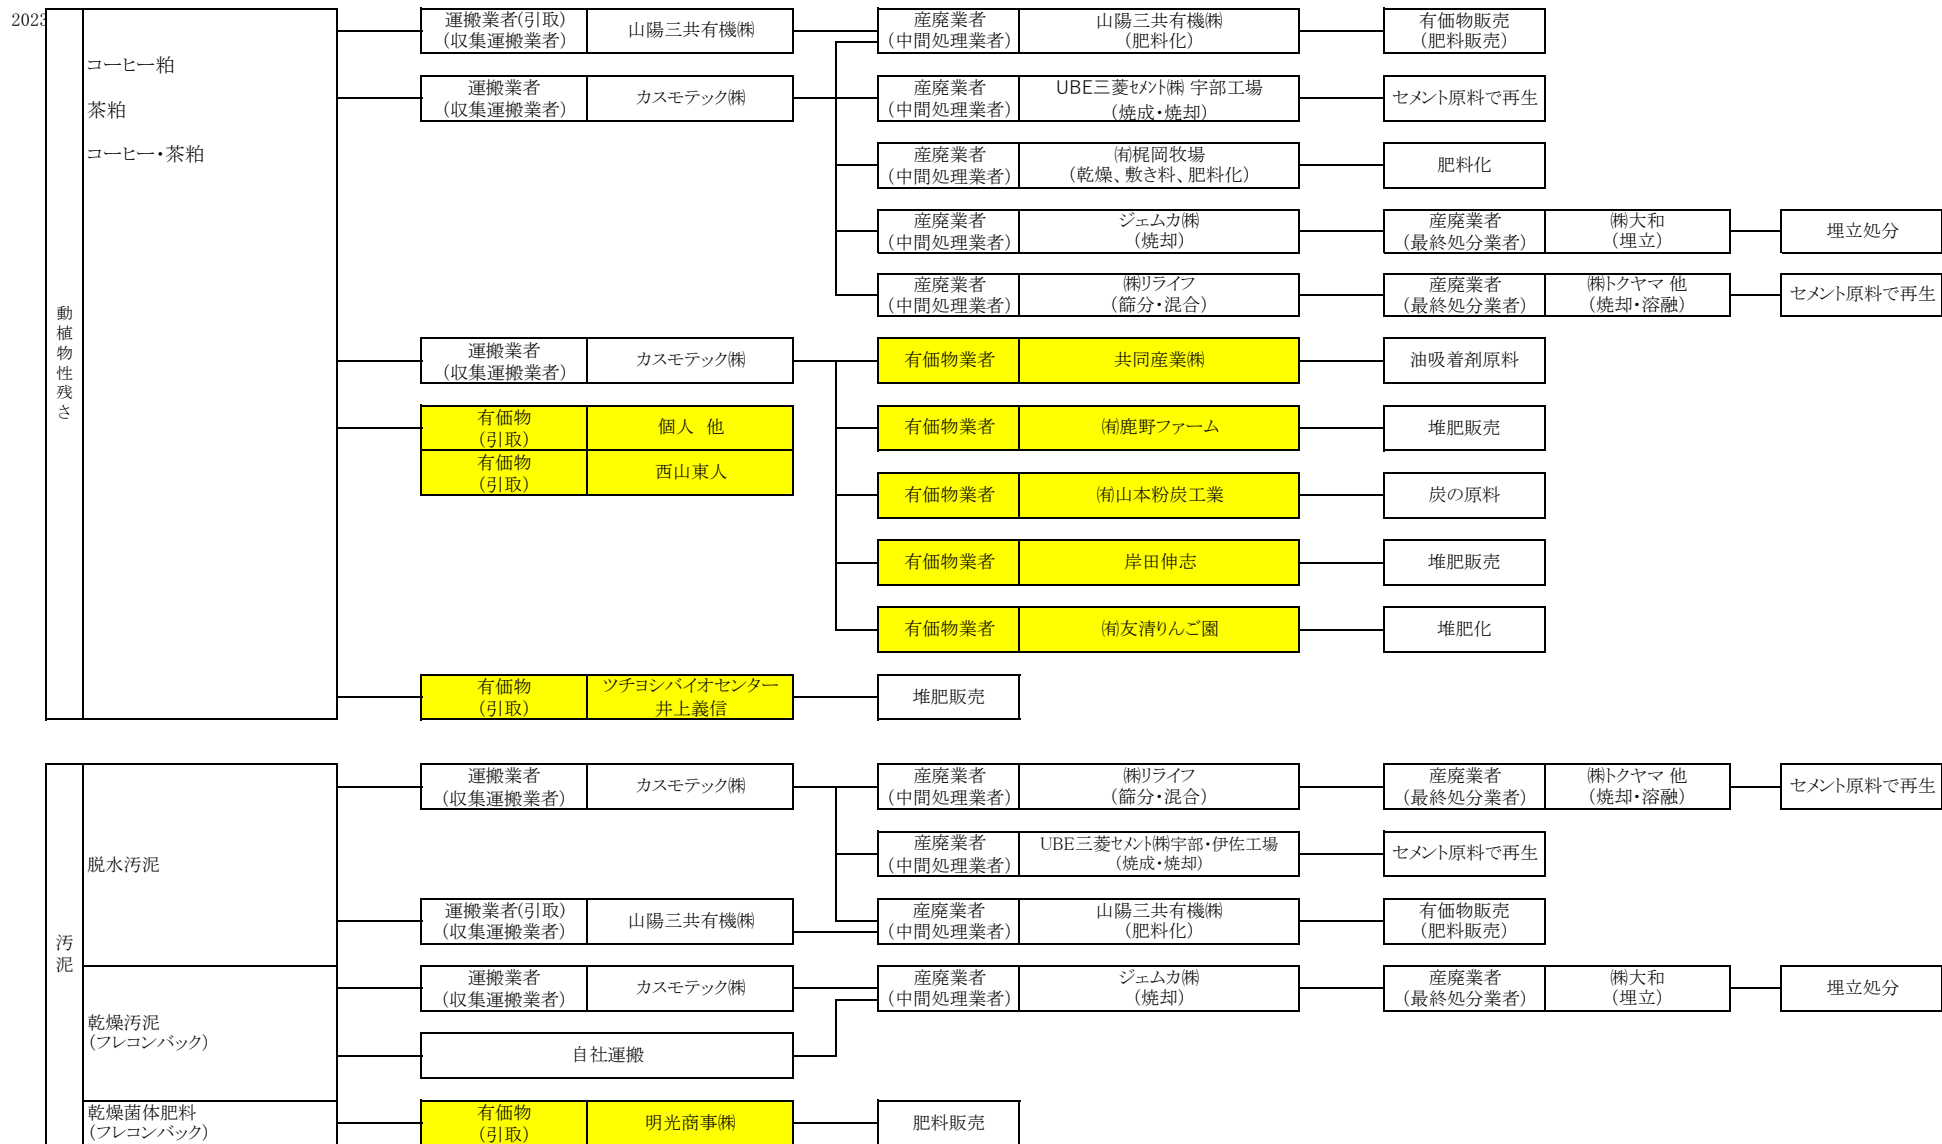 2023
動植物性残さ
コーヒー粕
茶粕
コーヒー・茶粕
運搬業者(引取)
(収集運搬業者)
山陽三共有機㈱
産廃業者
(中間処理業者)
山陽三共有機㈱
(肥料化)
有価物販売
(肥料販売)
運搬業者
(収集運搬業者)
カスモテック㈱
産廃業者
(中間処理業者)
UBE三菱ｾﾒﾝﾄ㈱ 宇部工場
(焼成・焼却)
セメント原料で再生
産廃業者
(中間処理業者)
㈲梶岡牧場
(乾燥、敷き料、肥料化)
肥料化
産廃業者
(中間処理業者)
ジェムカ㈱
(焼却)
産廃業者
(最終処分業者)
㈱大和
(埋立)
埋立処分
産廃業者
(中間処理業者)
㈱リライフ
(篩分・混合)
産廃業者
(最終処分業者)
㈱トクヤマ 他
(焼却・溶融)
セメント原料で再生
運搬業者
(収集運搬業者)
カスモテック㈱
有価物業者
共同産業㈱
油吸着剤原料
有価物
(引取)
個人 他
有価物業者
㈲鹿野ファーム
堆肥販売
有価物
(引取)
西山東人
有価物業者
㈲山本粉炭工業
炭の原料
有価物業者
岸田伸志
堆肥販売
有価物業者
㈲友清りんご園
堆肥化
有価物
(引取)
ツチヨシバイオセンター
井上義信
堆肥販売
汚泥
脱水汚泥
運搬業者
(収集運搬業者)
カスモテック㈱
産廃業者
(中間処理業者)
㈱リライフ
(篩分・混合)
産廃業者
(最終処分業者)
㈱トクヤマ 他
(焼却・溶融)
セメント原料で再生
産廃業者
(中間処理業者)
UBE三菱ｾﾒﾝﾄ㈱宇部・伊佐工場
(焼成・焼却)
セメント原料で再生
運搬業者(引取)
(収集運搬業者)
山陽三共有機㈱
産廃業者
(中間処理業者)
山陽三共有機㈱
(肥料化)
有価物販売
(肥料販売)
乾燥汚泥
(フレコンバック)
運搬業者
(収集運搬業者)
カスモテック㈱
産廃業者
(中間処理業者)
ジェムカ㈱
(焼却)
産廃業者
(最終処分業者)
㈱大和
(埋立)
埋立処分
自社運搬
乾燥菌体肥料
(フレコンバック)
有価物
(引取)
明光商事㈱
肥料販売